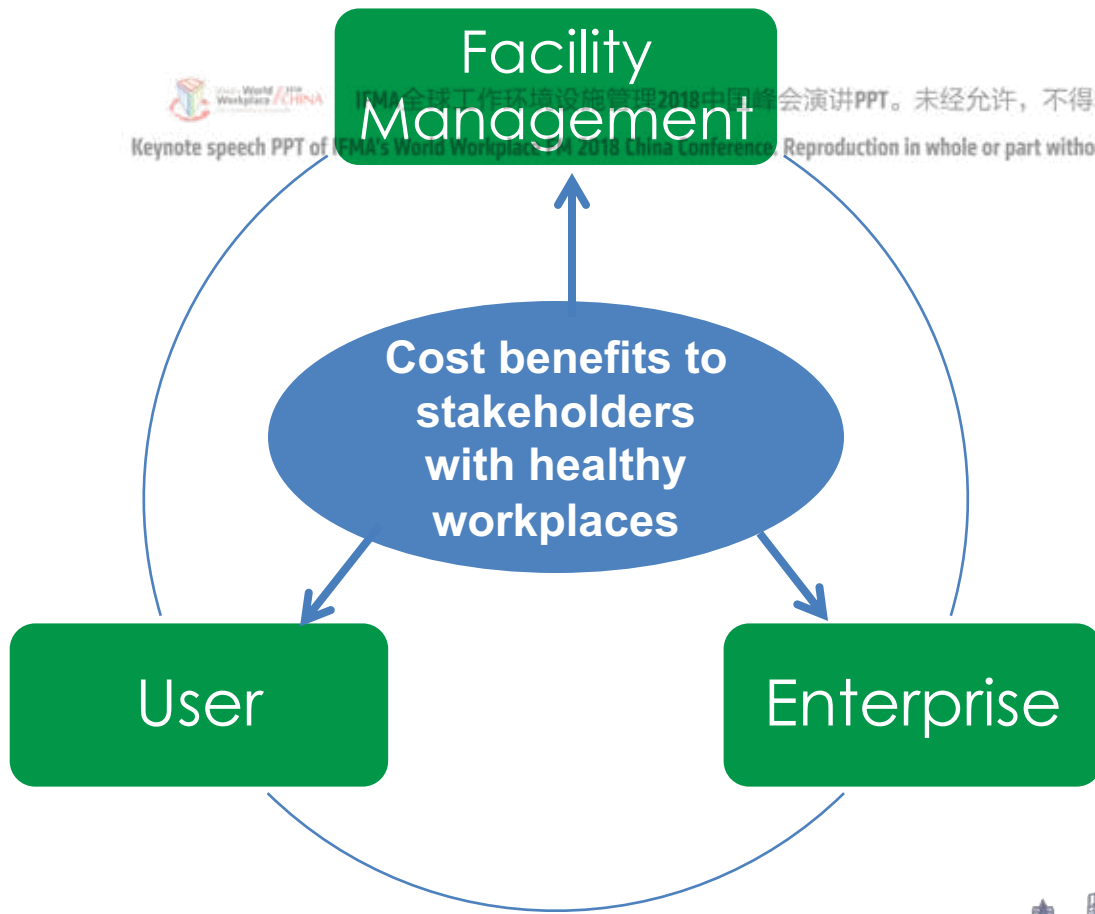 Facility
Management
World
Workplace CHINA
IFMA全球工作环境设施管理2018中国峰会演讲PPT。未经允许，不得
Keynote speech PPT of IFMA's World Workplace FM 2018 China Conference. Reproduction in whole or part witho
Cost benefits to
stakeholders
with healthy
workplaces
User
Enterprise